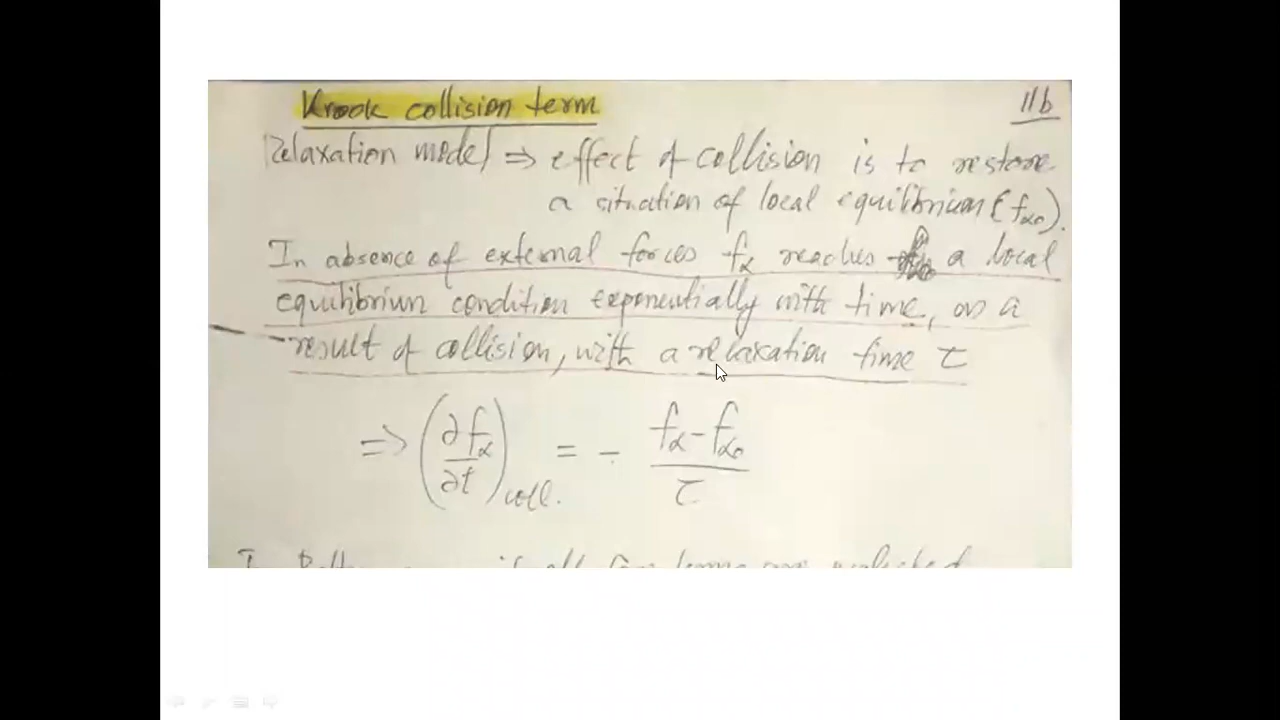 Krook collision term
11b
Relaxation model ⇒ effect of collision is to restore
a situation of local equilibrium (fα₀).
In absence of external forces fα reaches a local
equilibrium condition exponentially with time, as a
result of collision, with a relaxation time τ
⇒ (∂fα/∂t)coll. = - (fα - fα₀)/τ